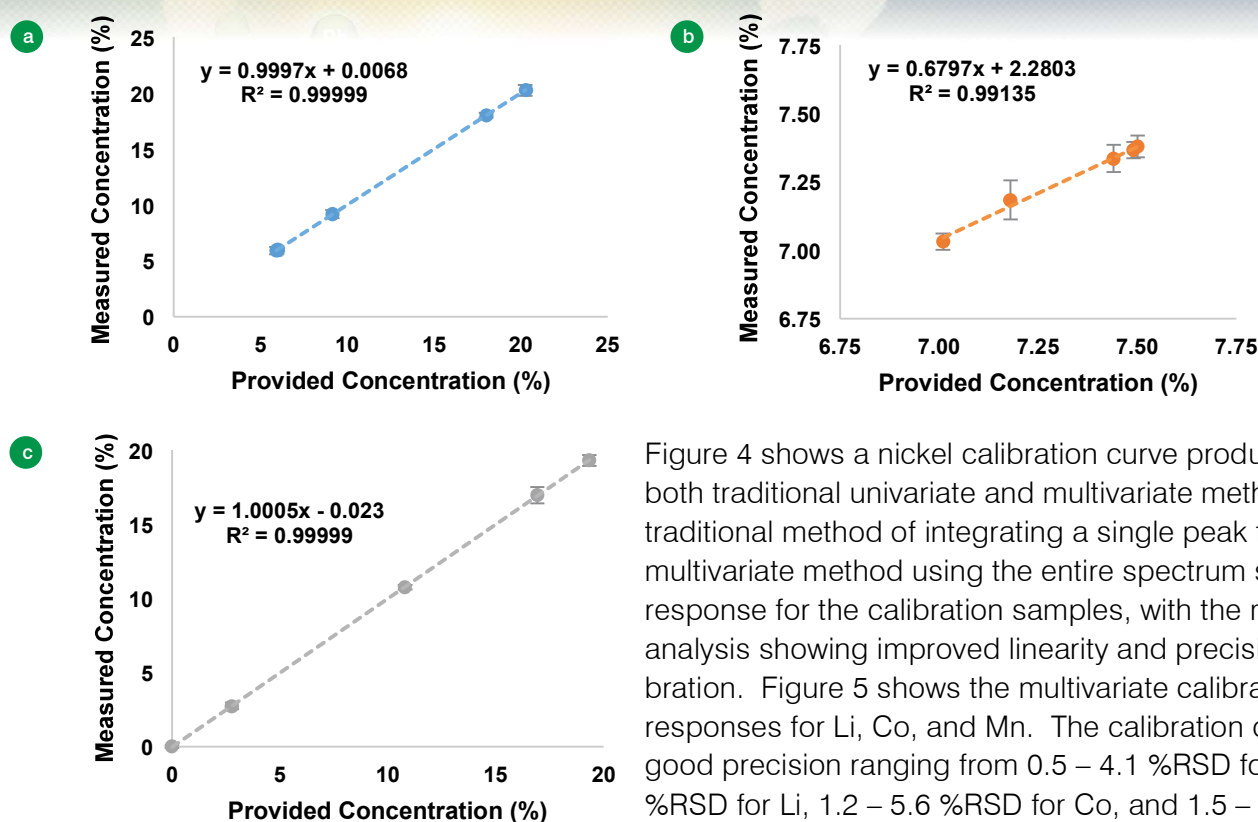 a
Measured Concentration (%)
25
20
15
10
5
0
y = 0.9997x + 0.0068
R² = 0.99999
0 5 10 15 20 25
Provided Concentration (%)
b
Measured Concentration (%)
7.75
7.50
7.25
7.00
6.75
y = 0.6797x + 2.2803
R² = 0.99135
6.75 7.00 7.25 7.50 7.75
Provided Concentration (%)
c
Measured Concentration (%)
20
15
10
5
0
y = 1.0005x - 0.023
R² = 0.99999
0 5 10 15 20
Provided Concentration (%)
Figure 4 shows a nickel calibration curve produ
both traditional univariate and multivariate meth
traditional method of integrating a single peak
multivariate method using the entire spectrum s
response for the calibration samples, with the
analysis showing improved linearity and precisi
bration. Figure 5 shows the multivariate calibra
responses for Li, Co, and Mn. The calibration
good precision ranging from 0.5 – 4.1 %RSD fo
%RSD for Li, 1.2 – 5.6 %RSD for Co, and 1.5 –